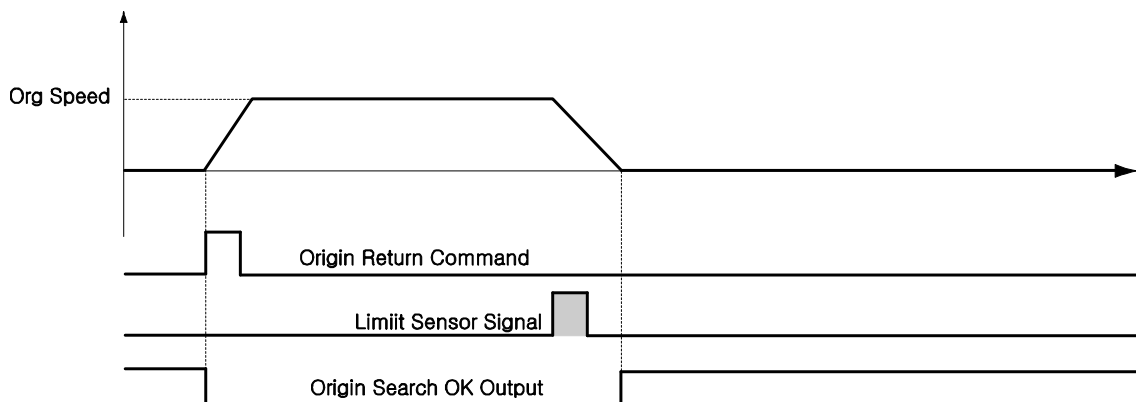 Org Speed
Origin Return Command
Limiit Sensor Signal
Origin Search OK Output